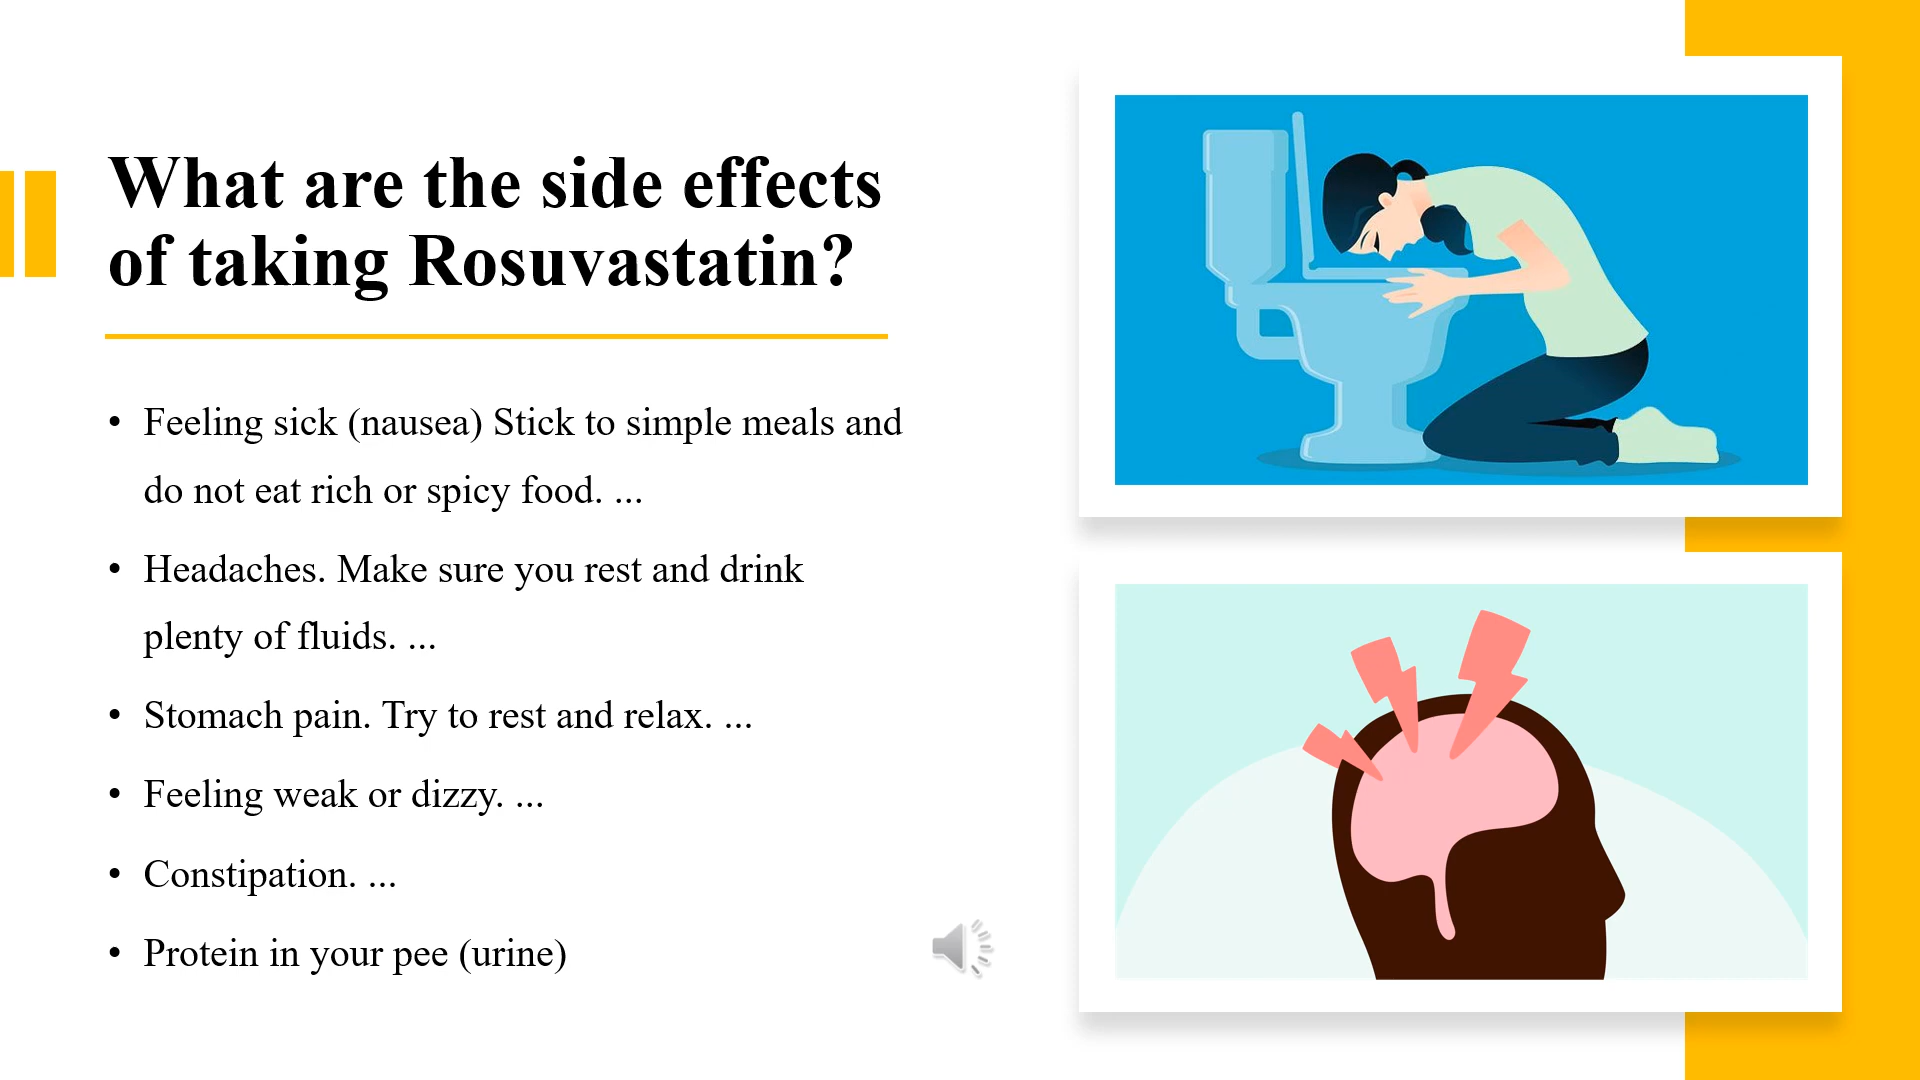 What are the side effects
of taking Rosuvastatin?
• Feeling sick (nausea) Stick to simple meals and
do not eat rich or spicy food. ...
• Headaches. Make sure you rest and drink
plenty of fluids. ...
• Stomach pain. Try to rest and relax. ...
• Feeling weak or dizzy. ...
• Constipation. ...
• Protein in your pee (urine)